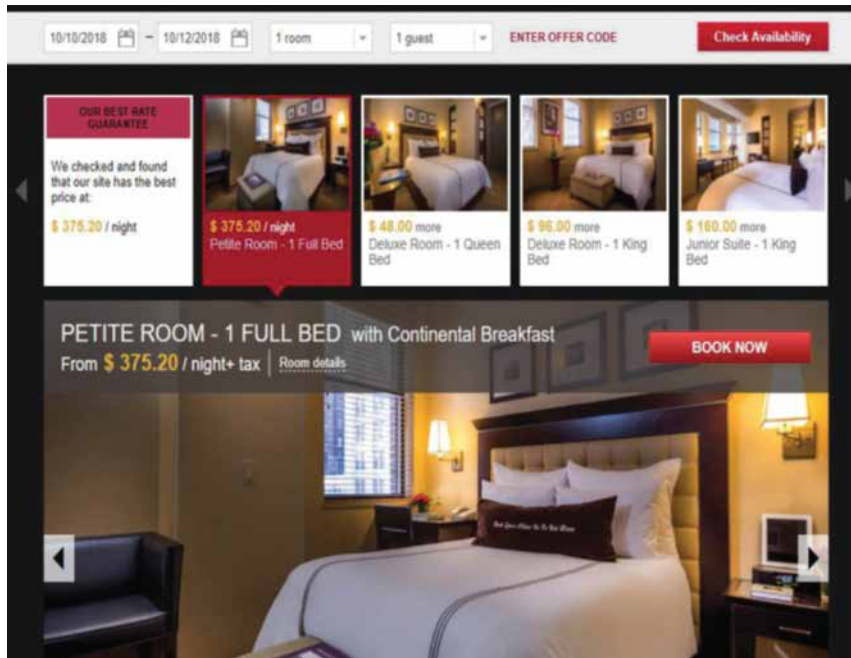 10/10/2018 – 10/12/2018 1 room 1 guest ENTER OFFER CODE Check Availability
OUR BEST RATE
GUARANTEE
We checked and found
that our site has the best
price at:
$ 375.20 / night
$ 375.20 / night
Petite Room - 1 Full Bed
$ 48.00 more
Deluxe Room - 1 Queen
Bed
$ 96.00 more
Deluxe Room - 1 King
Bed
$ 160.00 more
Junior Suite - 1 King
Bed
PETITE ROOM - 1 FULL BED with Continental Breakfast
From $ 375.20 / night+ tax Room details
BOOK NOW